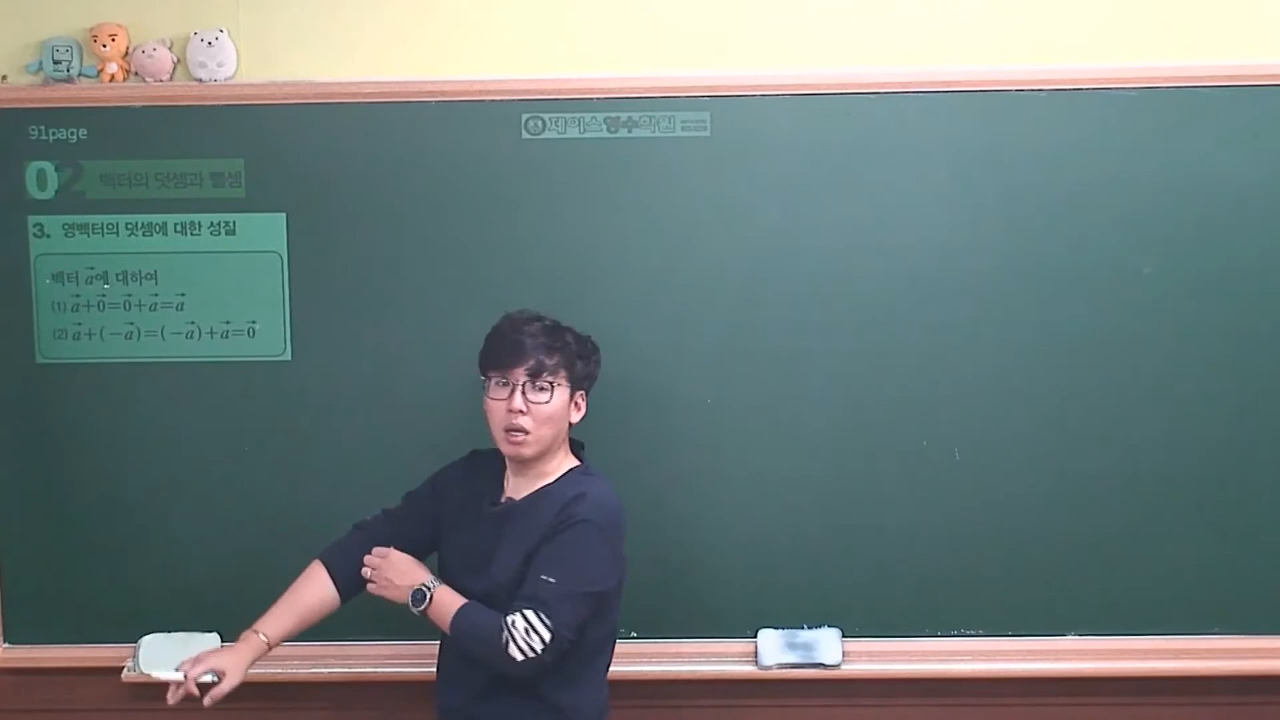 91page
제이스영수학원
02 벡터의 덧셈과 뺄셈
3. 영벡터의 덧셈에 대한 성질
벡터 a⃗에 대하여
(1) a⃗+0⃗=0⃗+a⃗=a⃗
(2) a⃗+(−a⃗)=(−a⃗)+a⃗=0⃗